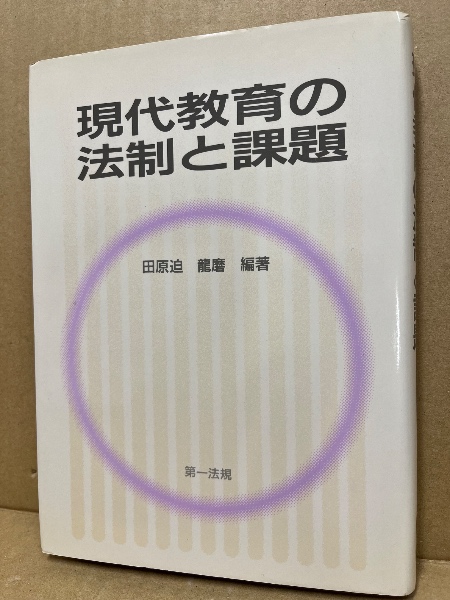 現代教育の
法制と課題
田原迫 龍磨 編著
第一法規